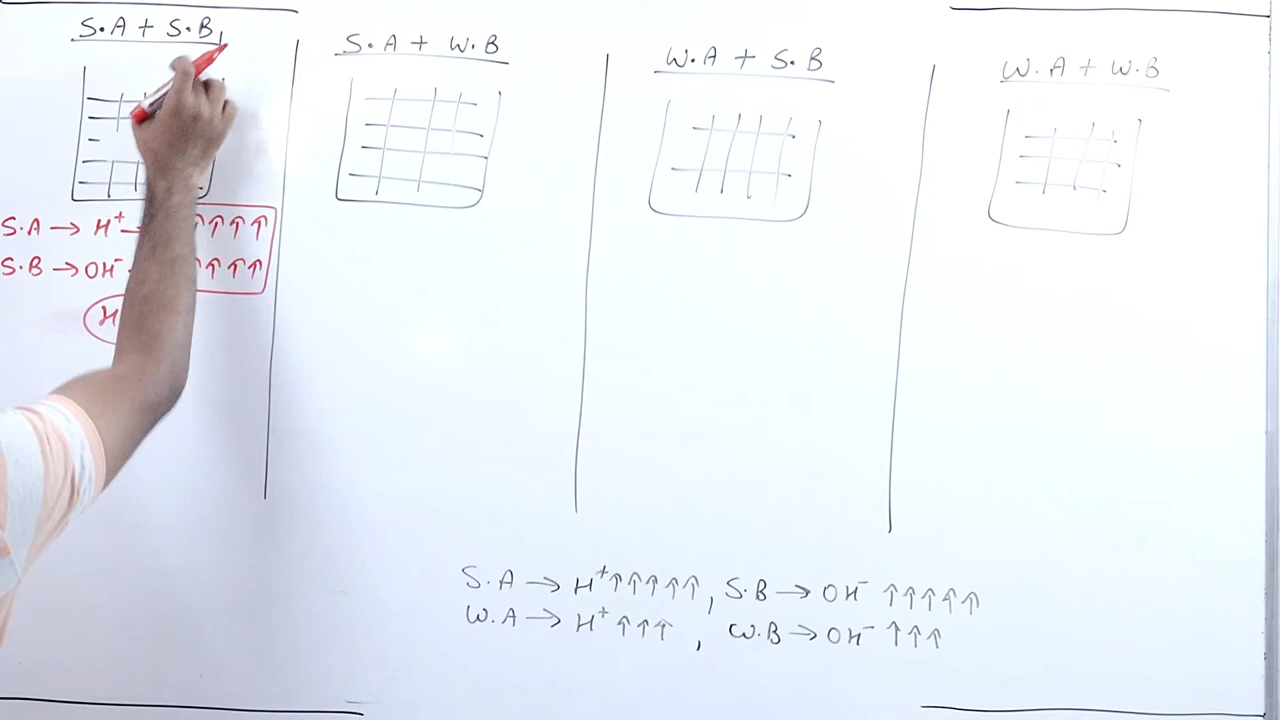 S.A + S.B
S.A + W.B
W.A + S.B
W.A + W.B
S.A → H⁺ → ↑↑↑↑
S.B → OH⁻ ↑↑↑↑
H
S.A → H⁺↑↑↑↑↑, S.B → OH⁻ ↑↑↑↑↑
W.A → H⁺ ↑↑↑ , W.B → OH⁻ ↑↑↑